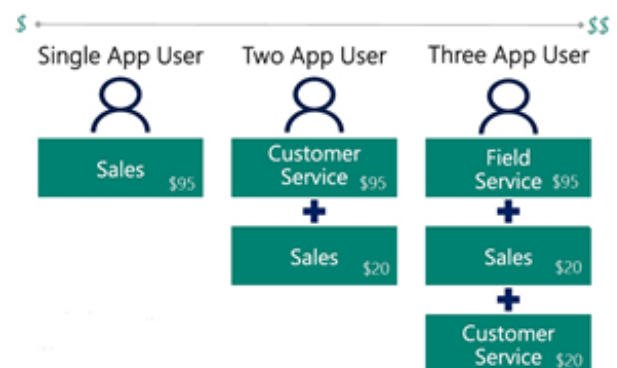 $ $$
Single App User Two App User Three App User
Sales $95
Customer
Service $95
Field
Service $95
Sales $20
Sales $20
Customer
Service $20